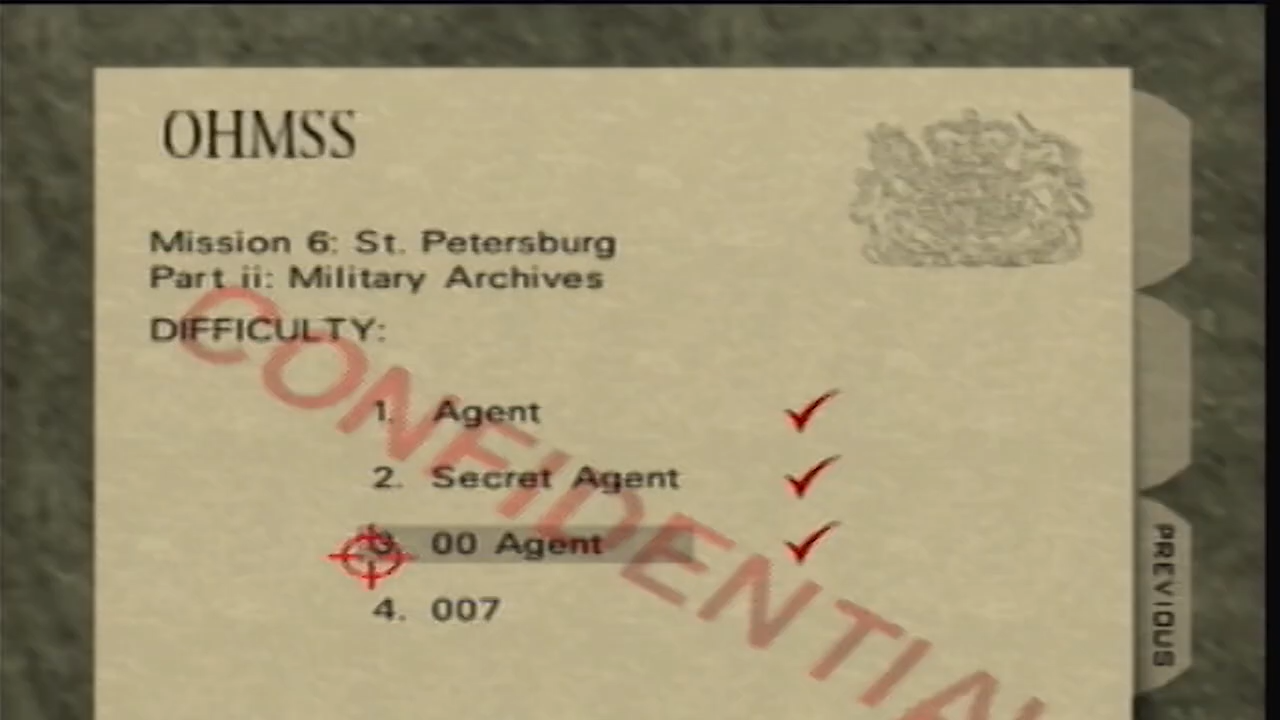 OHMSS
Mission 6: St. Petersburg
Part ii: Military Archives
DIFFICULTY:
1. Agent
2. Secret Agent
3. 00 Agent
4. 007
CONFIDENTIA
PREVIOUS